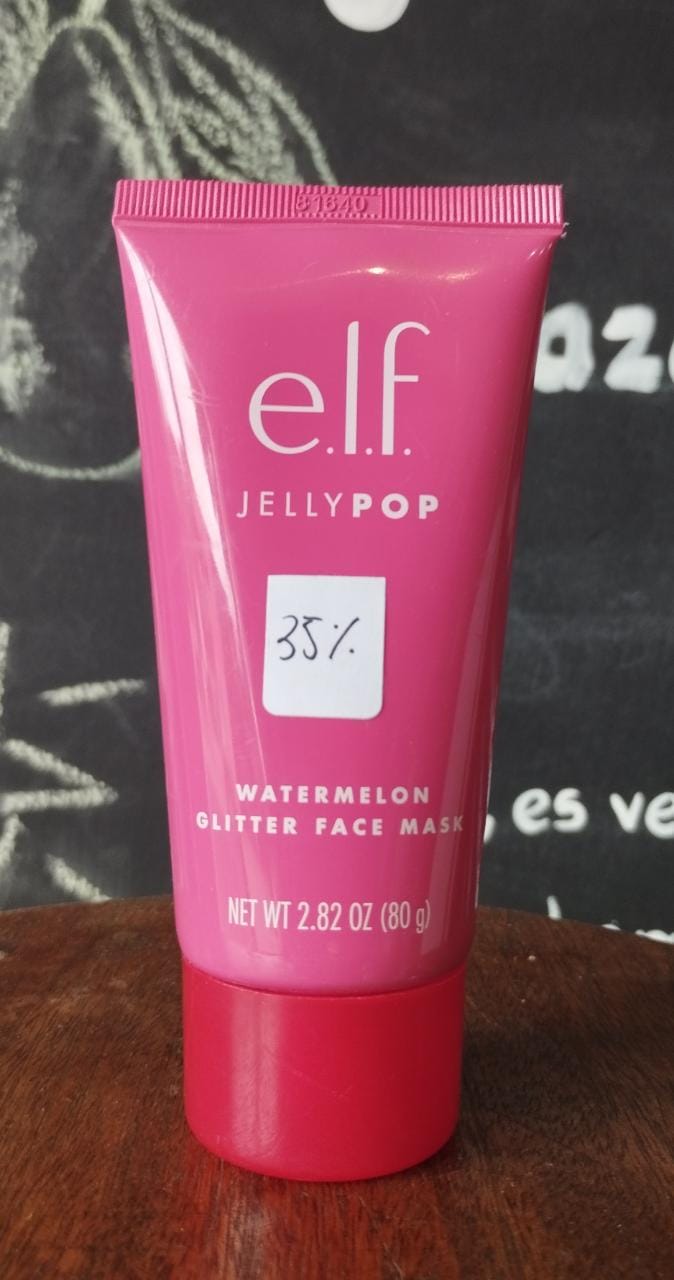 81640
e.l.f.
JELLYPOP
35%
WATERMELON
GLITTER FACE MASK
NET WT 2.82 OZ (80 g)
, es ve